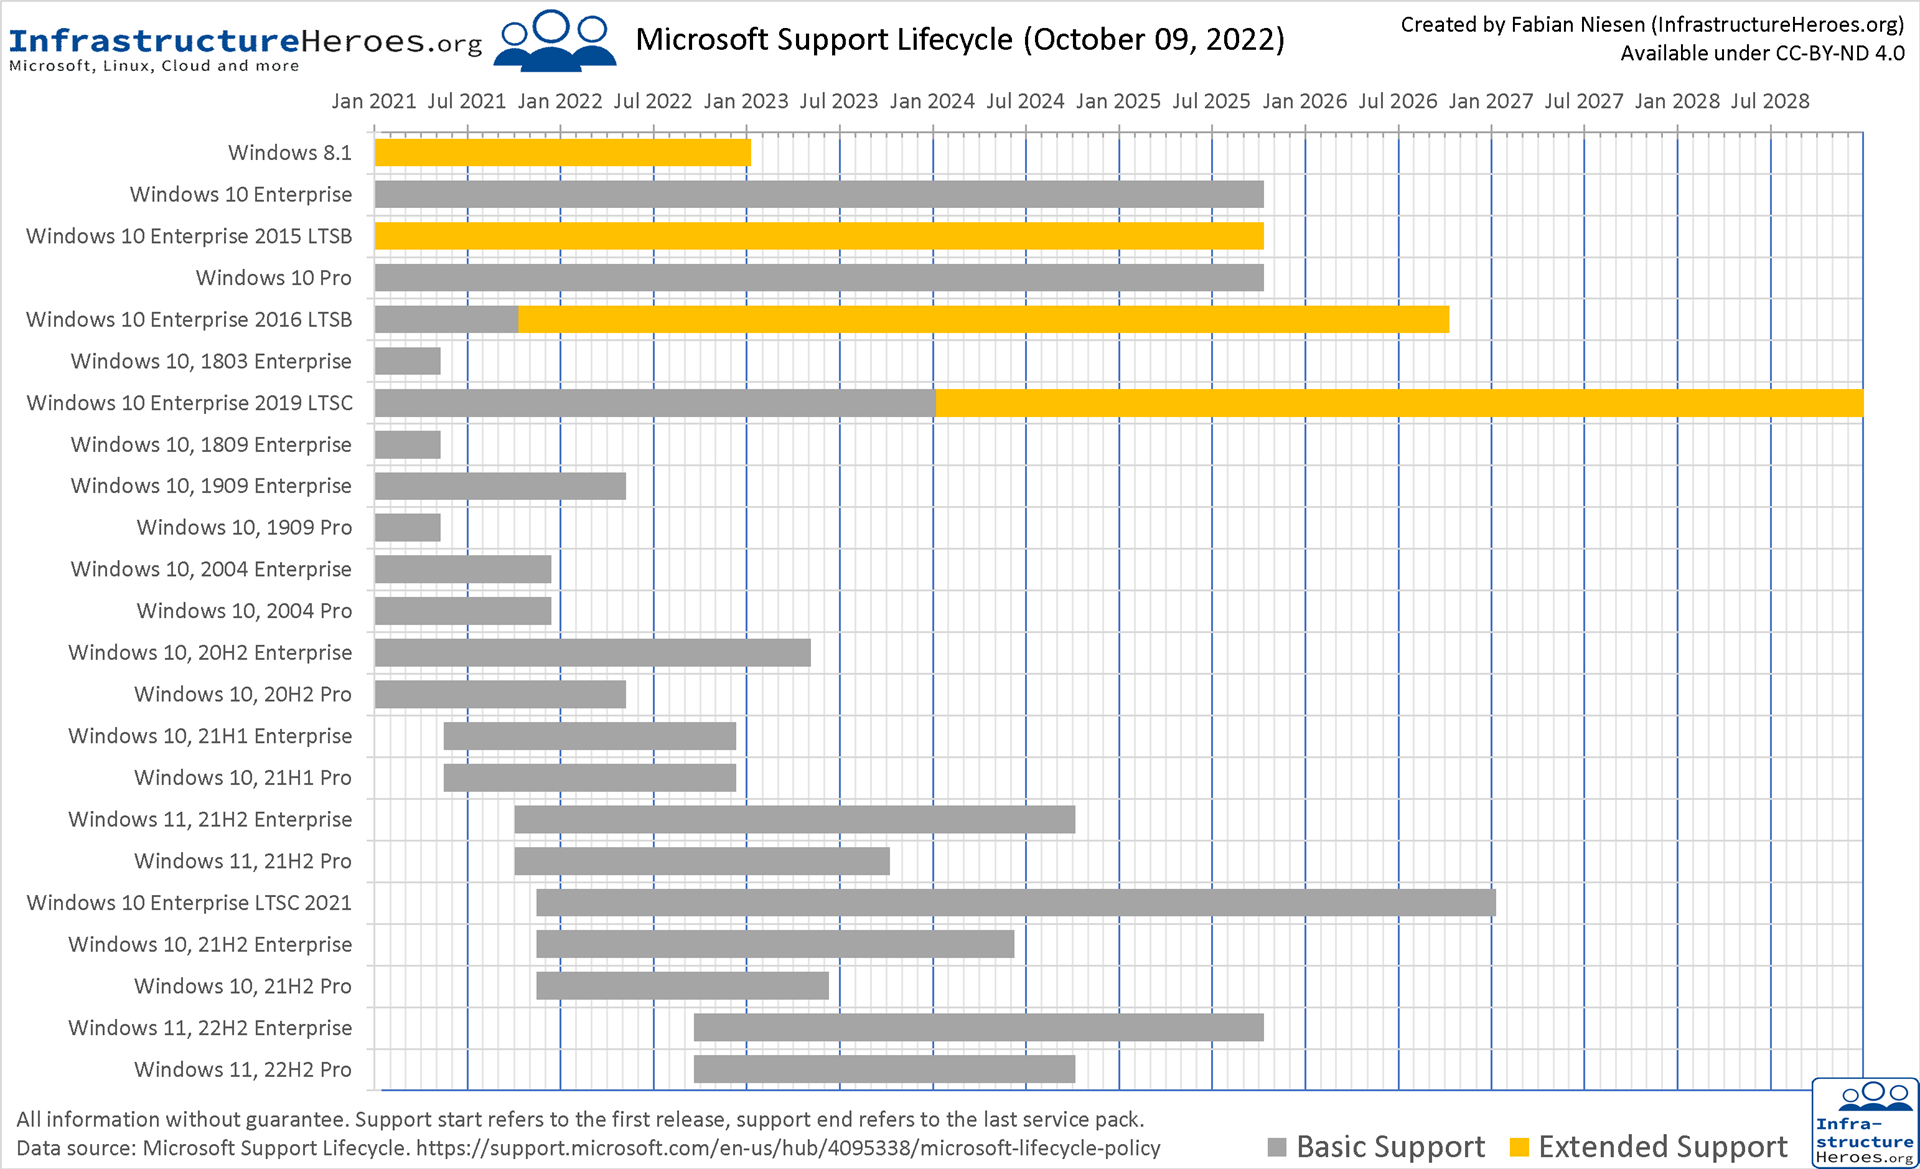 InfrastructureHeroes.org
Microsoft, Linux, Cloud and more
Microsoft Support Lifecycle (October 09, 2022)
Created by Fabian Niesen (InfrastructureHeroes.org)
Available under CC-BY-ND 4.0
Jan 2021 Jul 2021 Jan 2022 Jul 2022 Jan 2023 Jul 2023 Jan 2024 Jul 2024 Jan 2025 Jul 2025 Jan 2026 Jul 2026 Jan 2027 Jul 2027 Jan 2028 Jul 2028
Windows 8.1
Windows 10 Enterprise
Windows 10 Enterprise 2015 LTSB
Windows 10 Pro
Windows 10 Enterprise 2016 LTSB
Windows 10, 1803 Enterprise
Windows 10 Enterprise 2019 LTSC
Windows 10, 1809 Enterprise
Windows 10, 1909 Enterprise
Windows 10, 1909 Pro
Windows 10, 2004 Enterprise
Windows 10, 2004 Pro
Windows 10, 20H2 Enterprise
Windows 10, 20H2 Pro
Windows 10, 21H1 Enterprise
Windows 10, 21H1 Pro
Windows 11, 21H2 Enterprise
Windows 11, 21H2 Pro
Windows 10 Enterprise LTSC 2021
Windows 10, 21H2 Enterprise
Windows 10, 21H2 Pro
Windows 11, 22H2 Enterprise
Windows 11, 22H2 Pro
All information without guarantee. Support start refers to the first release, support end refers to the last service pack.
Data source: Microsoft Support Lifecycle. https://support.microsoft.com/en-us/hub/4095338/microsoft-lifecycle-policy
Basic Support
Extended Support
Infra-
structure
Heroes.org